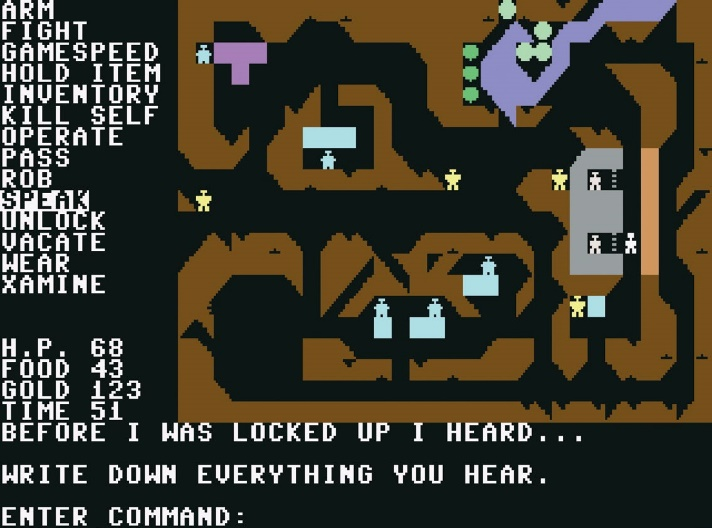 ARM
FIGHT
GAMESPEED
HOLD ITEM
INVENTORY
KILL SELF
OPERATE
PASS
ROB
SPEAK
UNLOCK
VACATE
WEAR
XAMINE
H.P. 68
FOOD 43
GOLD 123
TIME 51
BEFORE I WAS LOCKED UP I HEARD...
WRITE DOWN EVERYTHING YOU HEAR.
ENTER COMMAND: